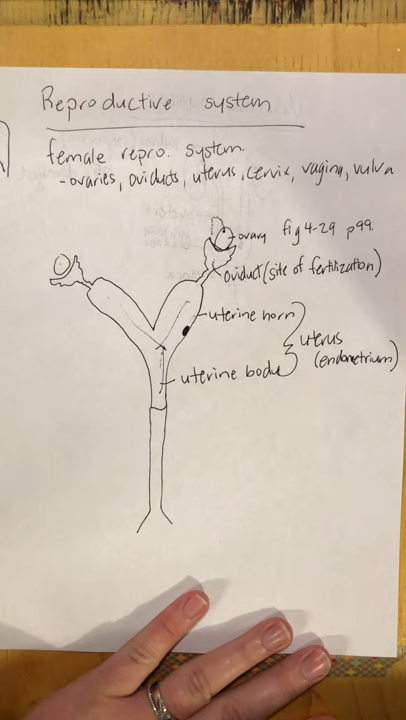 Reproductive system
female repro. system
- ovaries, oviducts, uterus, cervix, vagina, vulva
ovary fig 4-29 p99.
oviduct (site of fertilization)
uterine horn
uterus
(endometrium)
uterine body